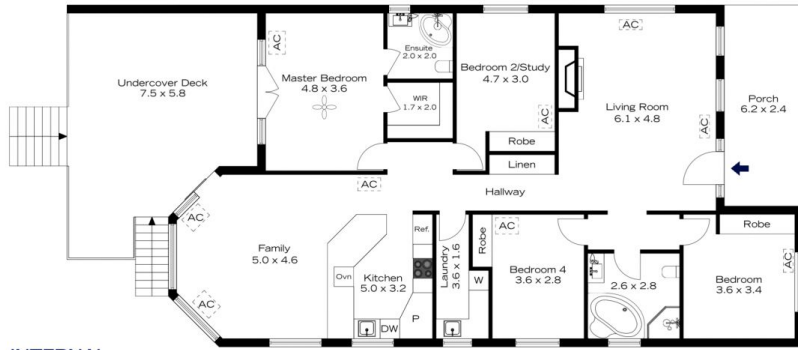 Undercover Deck
7.5 x 5.8
AC
Master Bedroom
4.8 x 3.6
Ensuite
2.0 x 2.0
WIR
1.7 x 2.0
Bedroom 2/Study
4.7 x 3.0
AC
Robe
Linen
AC
Living Room
6.1 x 4.8
AC
Porch
6.2 x 2.4
AC
Hallway
AC
Family
5.0 x 4.6
AC
Ref.
Ovn
Kitchen
5.0 x 3.2
DW
P
Laundry
3.6 x 1.6
W
Robe
AC
Bedroom 4
3.6 x 2.8
2.6 x 2.8
Robe
AC
Bedroom
3.6 x 3.4